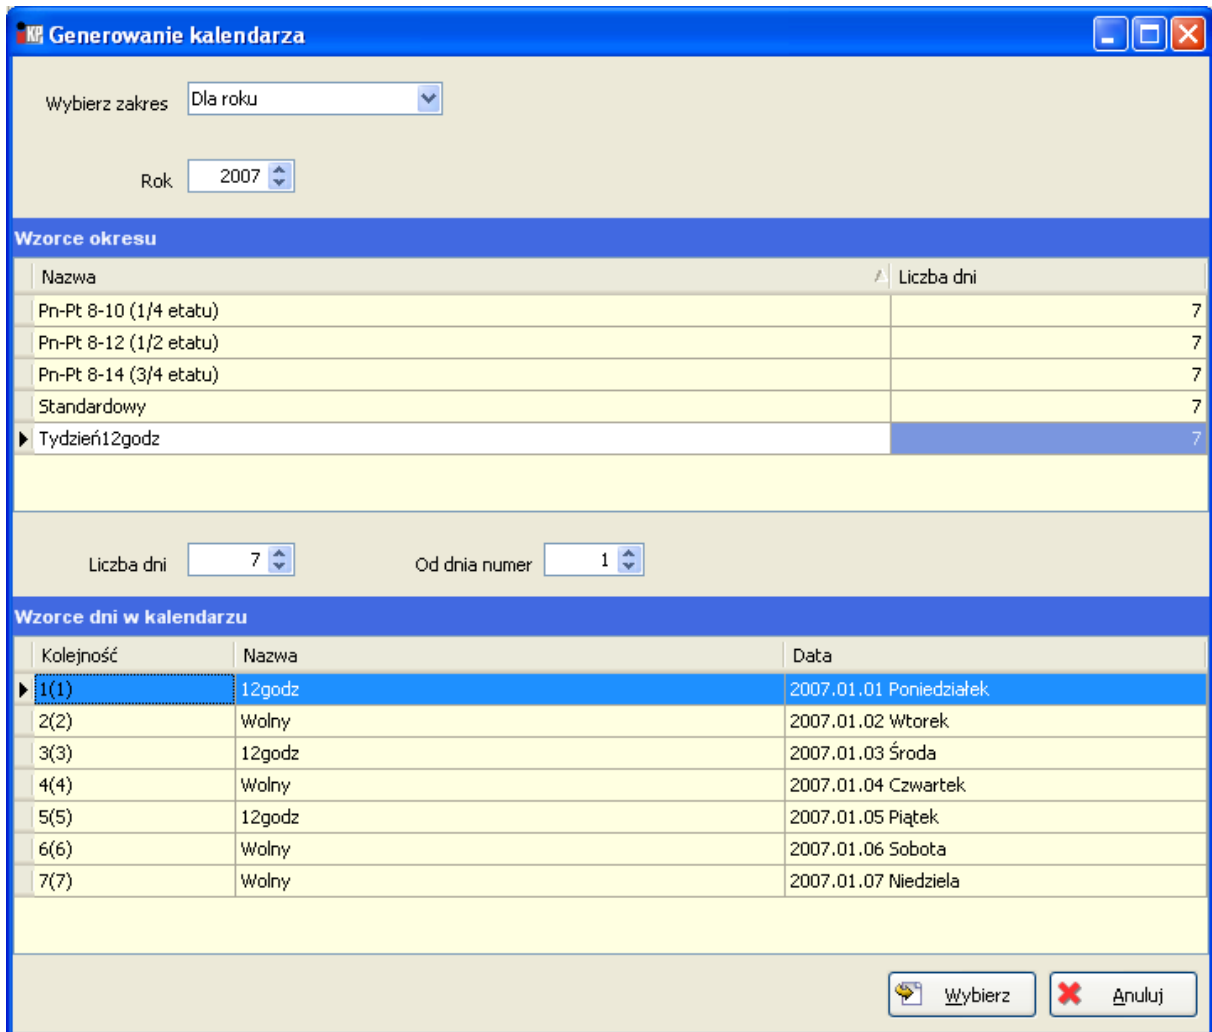 KP Generowanie kalendarza
Wybierz zakres Dla roku
Rok 2007
Wzorce okresu
Nazwa Liczba dni
Pn-Pt 8-10 (1/4 etatu) 7
Pn-Pt 8-12 (1/2 etatu) 7
Pn-Pt 8-14 (3/4 etatu) 7
Standardowy 7
Tydzień12godz 7
Liczba dni 7 Od dnia numer 1
Wzorce dni w kalendarzu
Kolejność Nazwa Data
1(1) 12godz 2007.01.01 Poniedziałek
2(2) Wolny 2007.01.02 Wtorek
3(3) 12godz 2007.01.03 Środa
4(4) Wolny 2007.01.04 Czwartek
5(5) 12godz 2007.01.05 Piątek
6(6) Wolny 2007.01.06 Sobota
7(7) Wolny 2007.01.07 Niedziela
Wybierz Anuluj